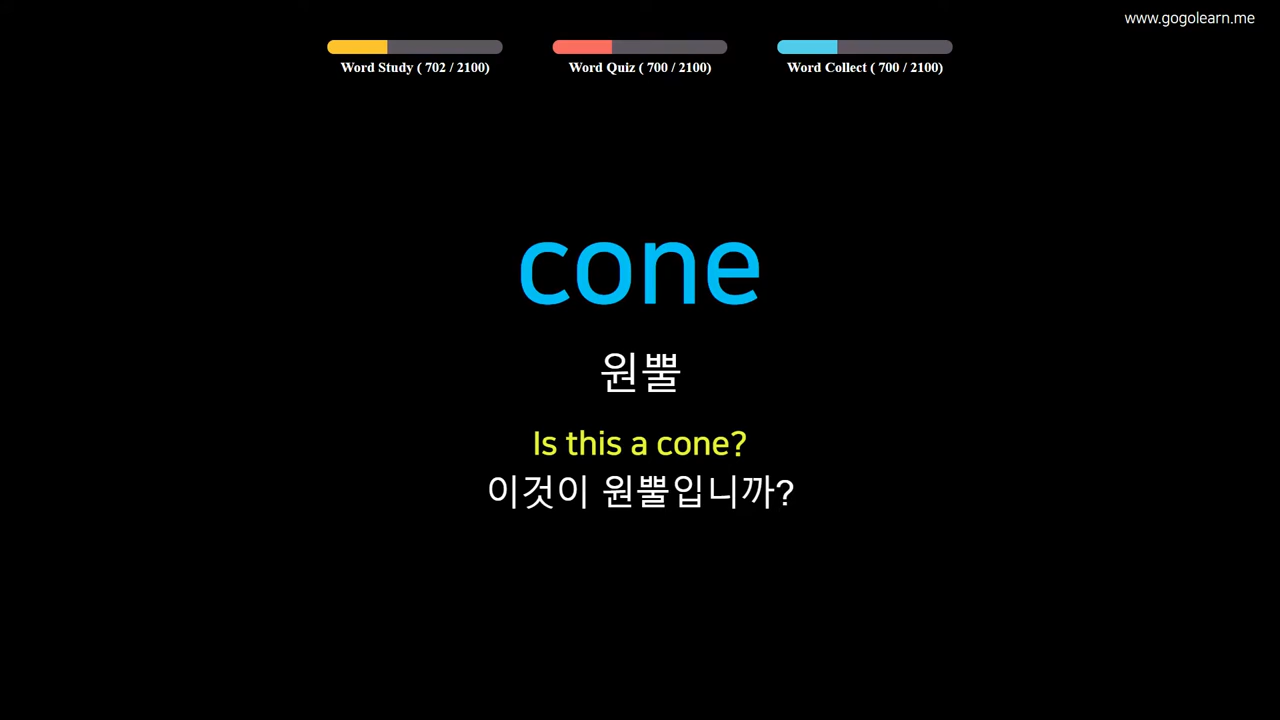 www.gogolearn.me
Word Study ( 702 / 2100)
Word Quiz ( 700 / 2100)
Word Collect ( 700 / 2100)
cone
원뿔
Is this a cone?
이것이 원뿔입니까?